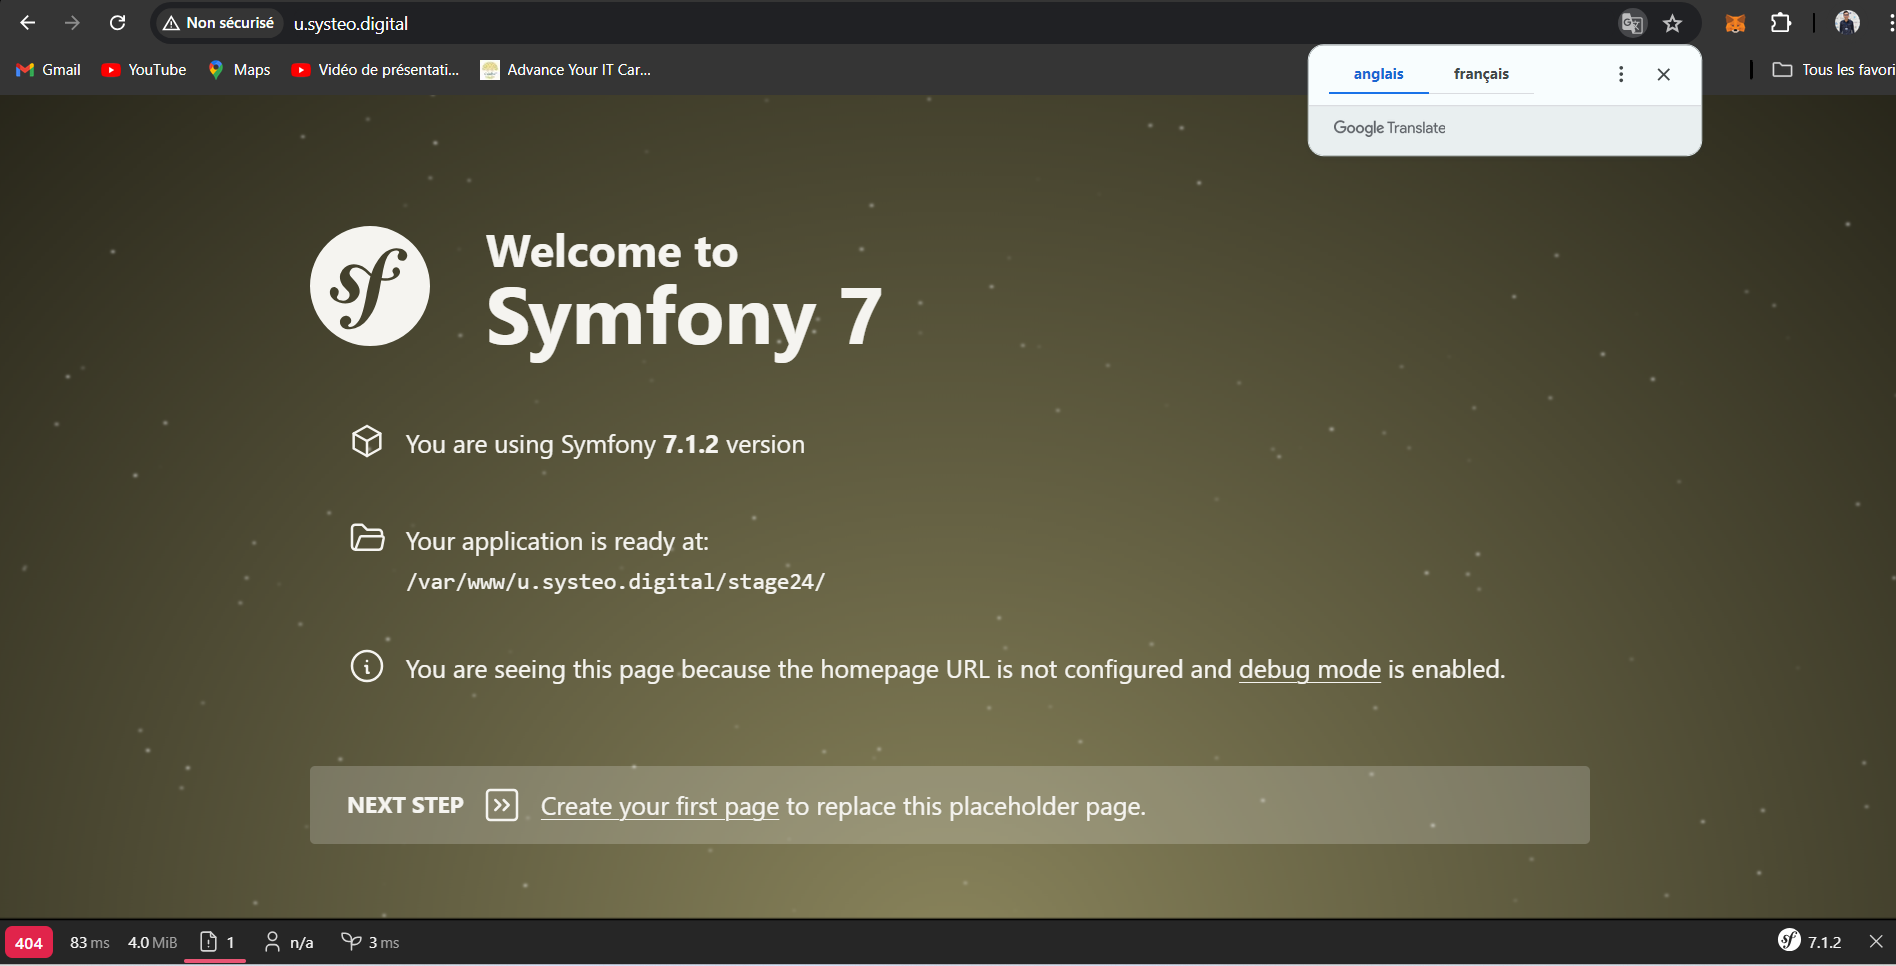 Non sécurisé u.systeo.digital
Gmail YouTube Maps Vidéo de présentati... Advance Your IT Car... Tous les favori
anglais français
Google Translate
sf
Welcome to
Symfony 7
You are using Symfony 7.1.2 version
Your application is ready at:
/var/www/u.systeo.digital/stage24/
You are seeing this page because the homepage URL is not configured and debug mode is enabled.
NEXT STEP Create your first page to replace this placeholder page.
404 83 ms 4.0 MiB 1 n/a 3 ms sf 7.1.2